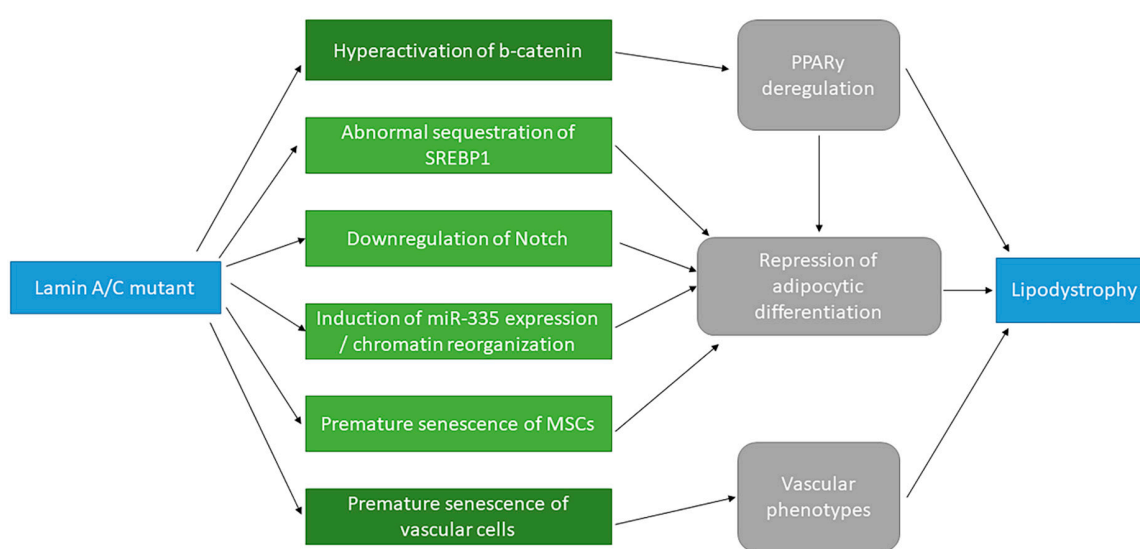 Hyperactivation of b-catenin
PPARγ
deregulation
Abnormal sequestration of
SREBP1
Downregulation of Notch
Lamin A/C mutant
Repression of
adipocytic
differentiation
Lipodystrophy
Induction of miR-335 expression
/ chromatin reorganization
Premature senescence of MSCs
Premature senescence of
vascular cells
Vascular
phenotypes